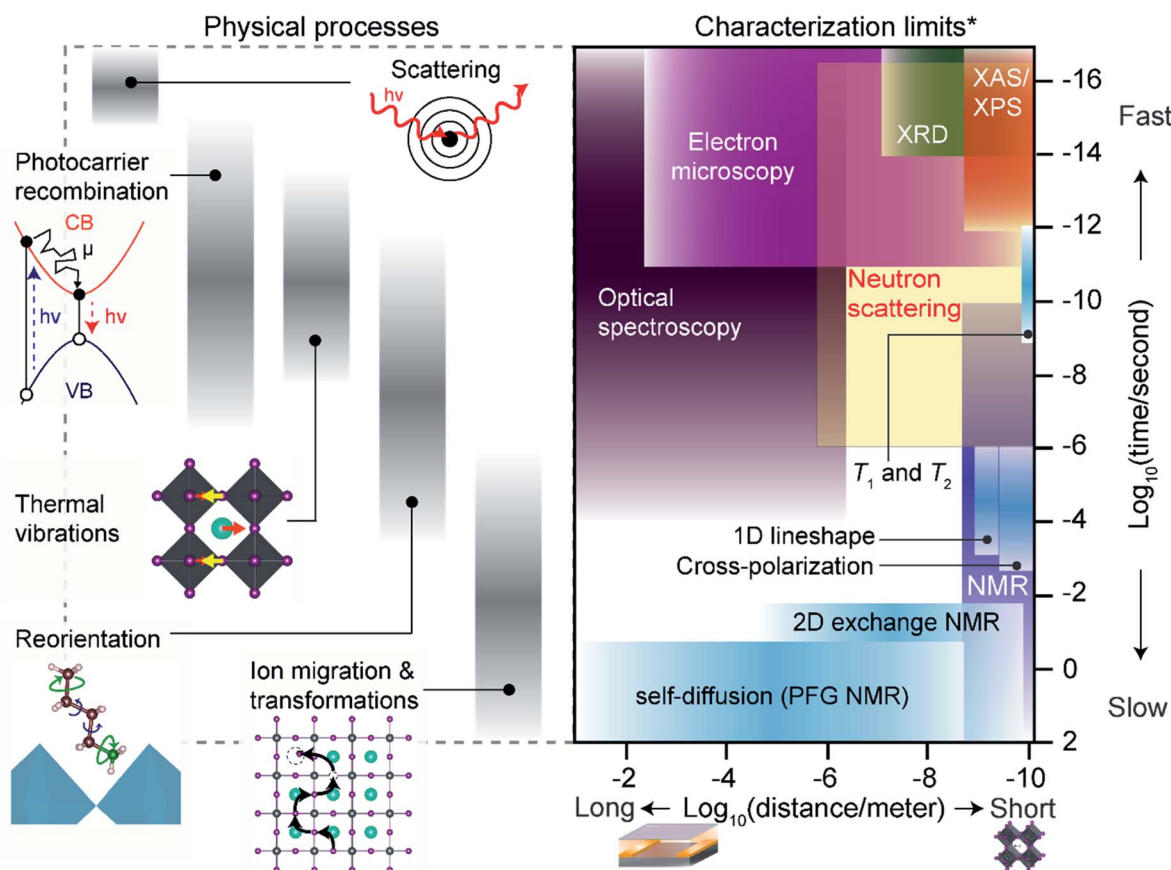 Physical processes
Scattering
hν
Photocarrier
recombination
CB
μ
hν
hν
VB
Thermal
vibrations
Reorientation
Ion migration &
transformations
Characterization limits*
XAS/
XPS
XRD
Electron
microscopy
Optical
spectroscopy
Neutron
scattering
T1 and T2
1D lineshape
Cross-polarization
NMR
2D exchange NMR
self-diffusion (PFG NMR)
-16
-14
-12
-10
-8
-6
-4
-2
0
2
Fast
Log10(time/second)
Slow
-2
-4
-6
-8
-10
Long
Log10(distance/meter)
Short